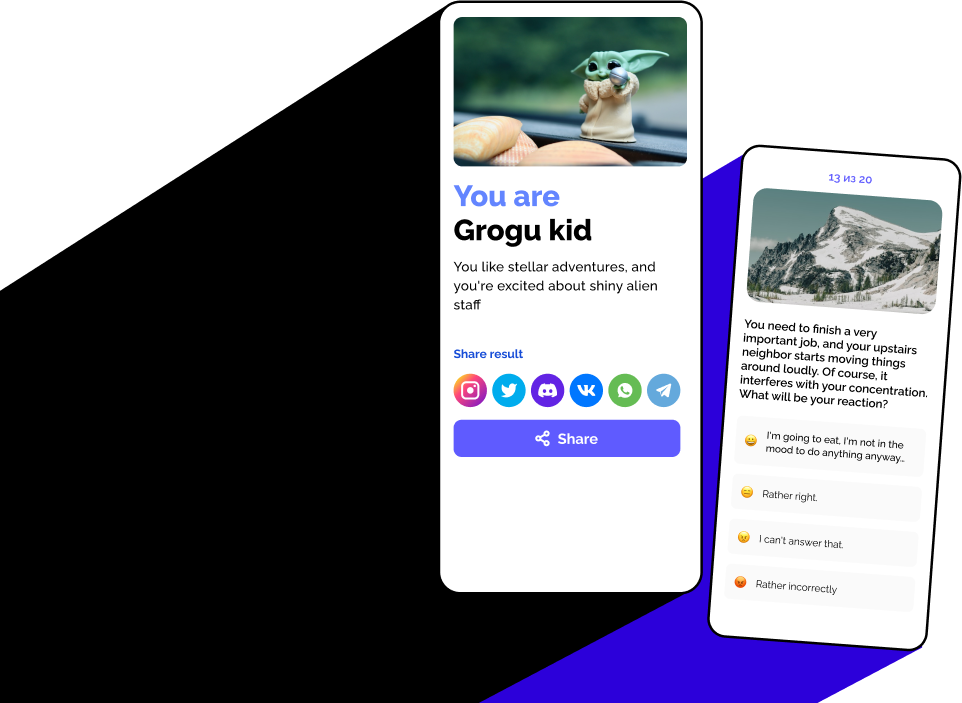 You are
Grogu kid
You like stellar adventures, and
you're excited about shiny alien
staff
Share result
Share
13 из 20
You need to finish a very
important job, and your upstairs
neighbor starts moving things
around loudly. Of course, it
interferes with your concentration.
What will be your reaction?
I'm going to eat, I'm not in the
mood to do anything anyway...
Rather right.
I can't answer that.
Rather incorrectly